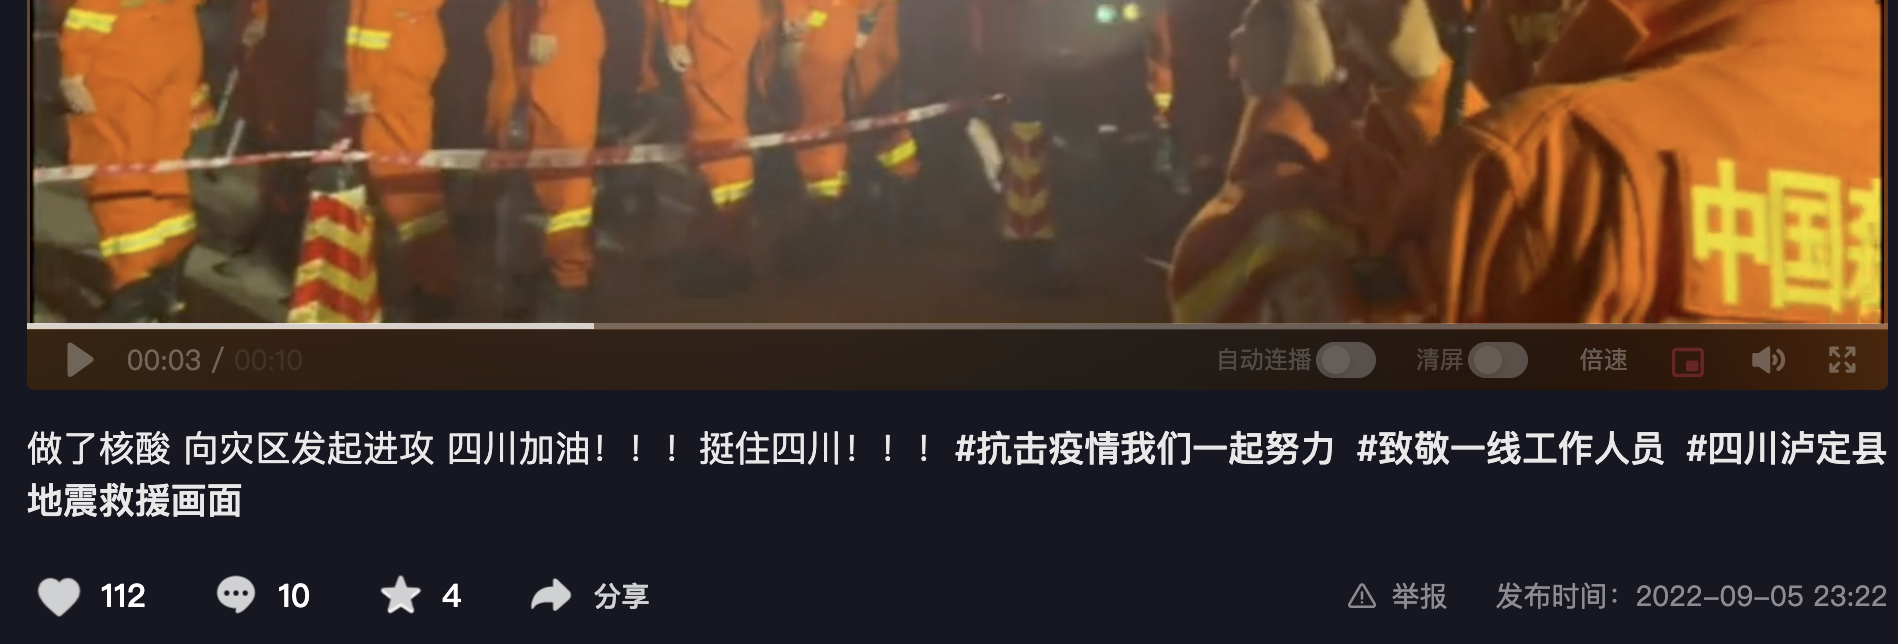 中国
00:03 / 00:10 自动连播 清屏 倍速
做了核酸 向灾区发起进攻 四川加油！！！挺住四川！！！#抗击疫情我们一起努力 #致敬一线工作人员 #四川泸定县
地震救援画面
112 10 4 分享 举报 发布时间：2022-09-05 23:22